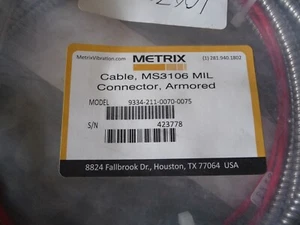 MetrixVibration.com
METRIX
(1) 281.940.1802
Cable, MS3106 MIL
Connector, Armored
MODEL 9334-211-0070-0075
S/N 423778
8824 Fallbrook Dr., Houston, TX 77064 USA